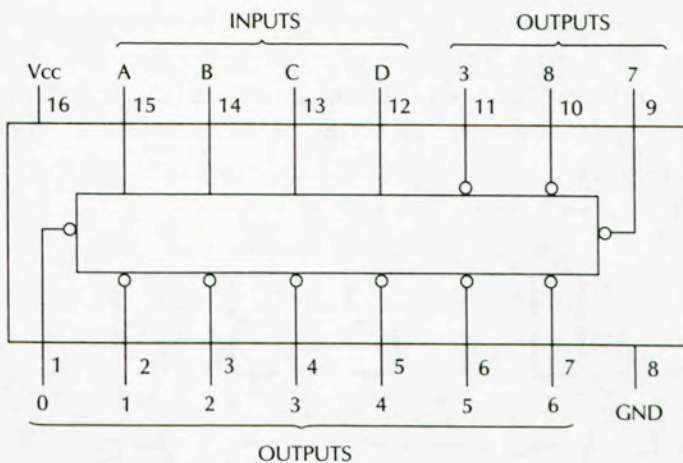 INPUTS OUTPUTS
Vcc A B C D 3 8 7
16 15 14 13 12 11 10 9
1 2 3 4 5 6 7 8
0 1 2 3 4 5 6 GND
OUTPUTS